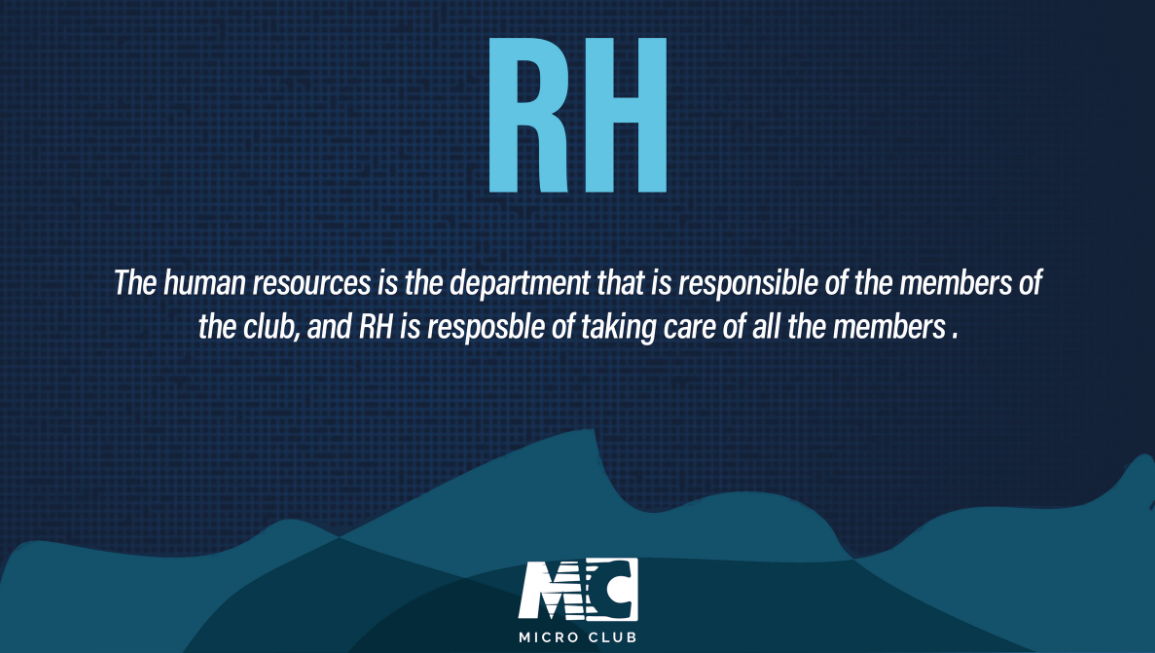 RH
The human resources is the department that is responsible of the members of
the club, and RH is resposble of taking care of all the members .
MC
MICRO CLUB